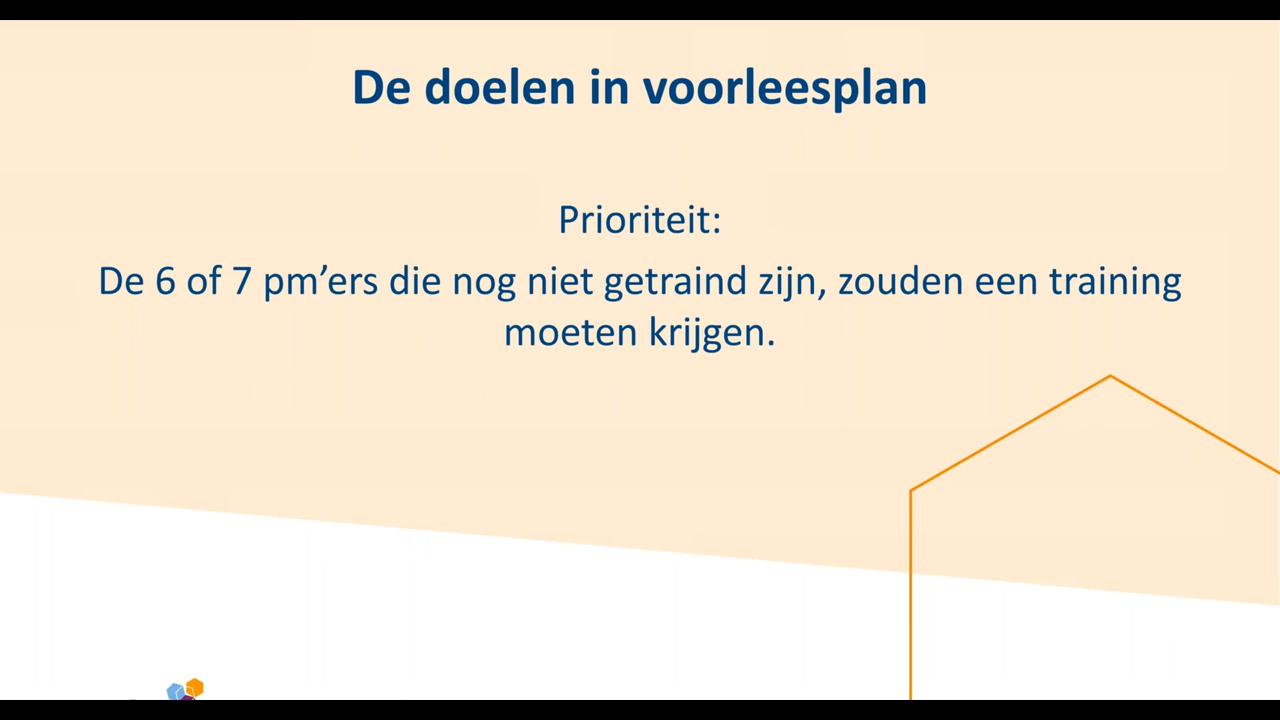 De doelen in voorleesplan
Prioriteit:
De 6 of 7 pm’ers die nog niet getraind zijn, zouden een training
moeten krijgen.